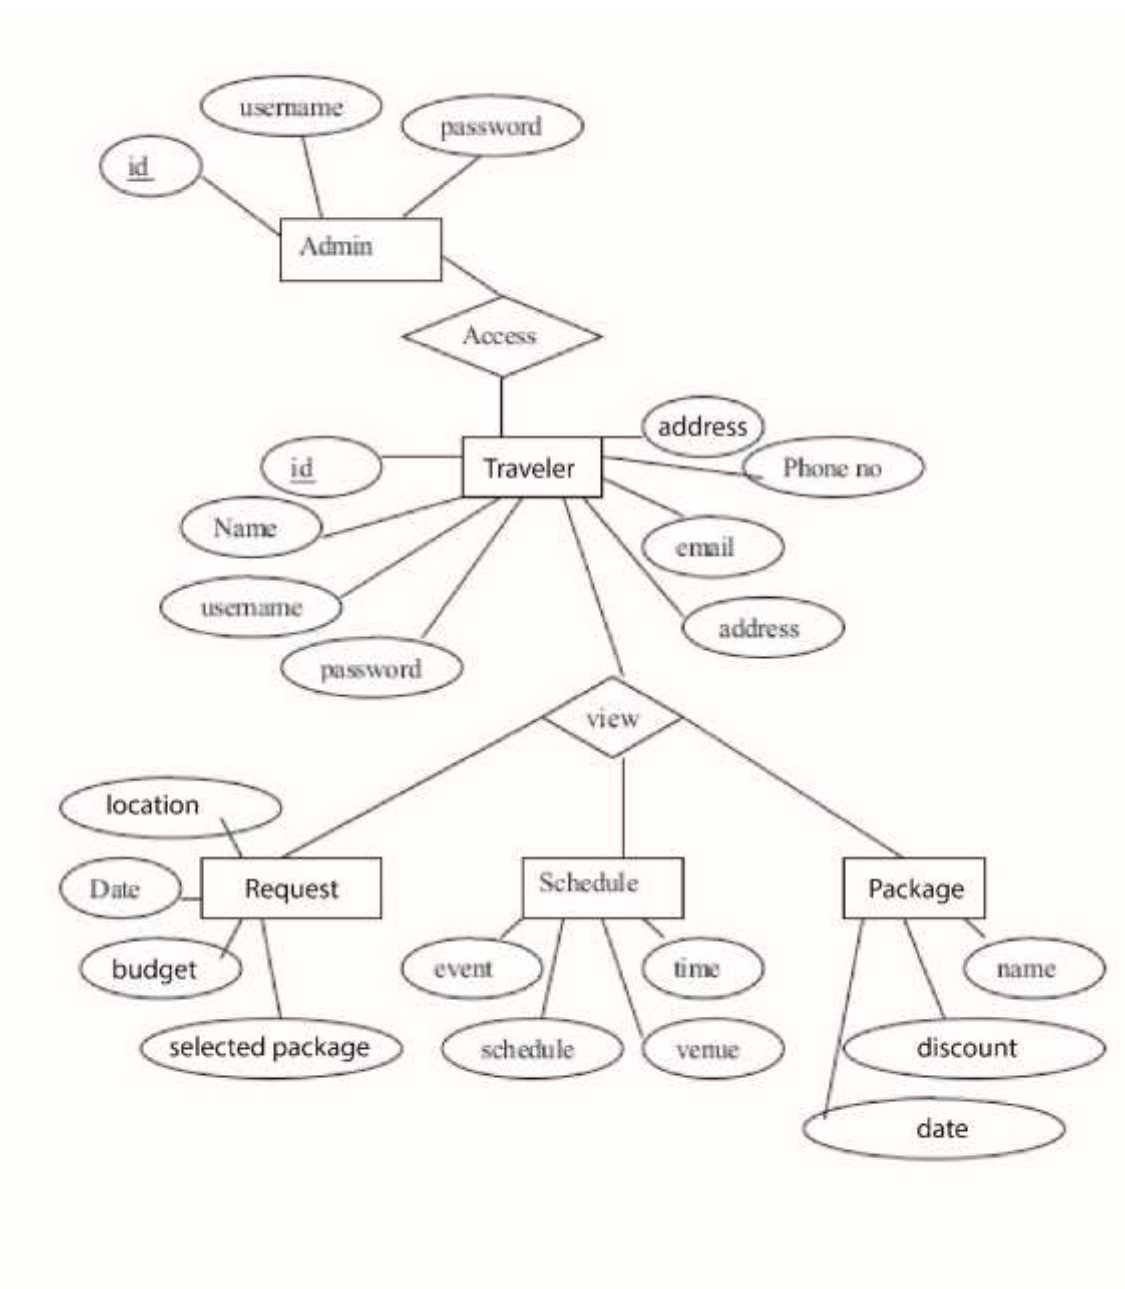 username
password
id
Admin
Access
address
id
Traveler
Phone no
Name
email
username
address
password
view
location
Date
Request
Schedule
Package
budget
event
time
name
selected package
schedule
venue
discount
date